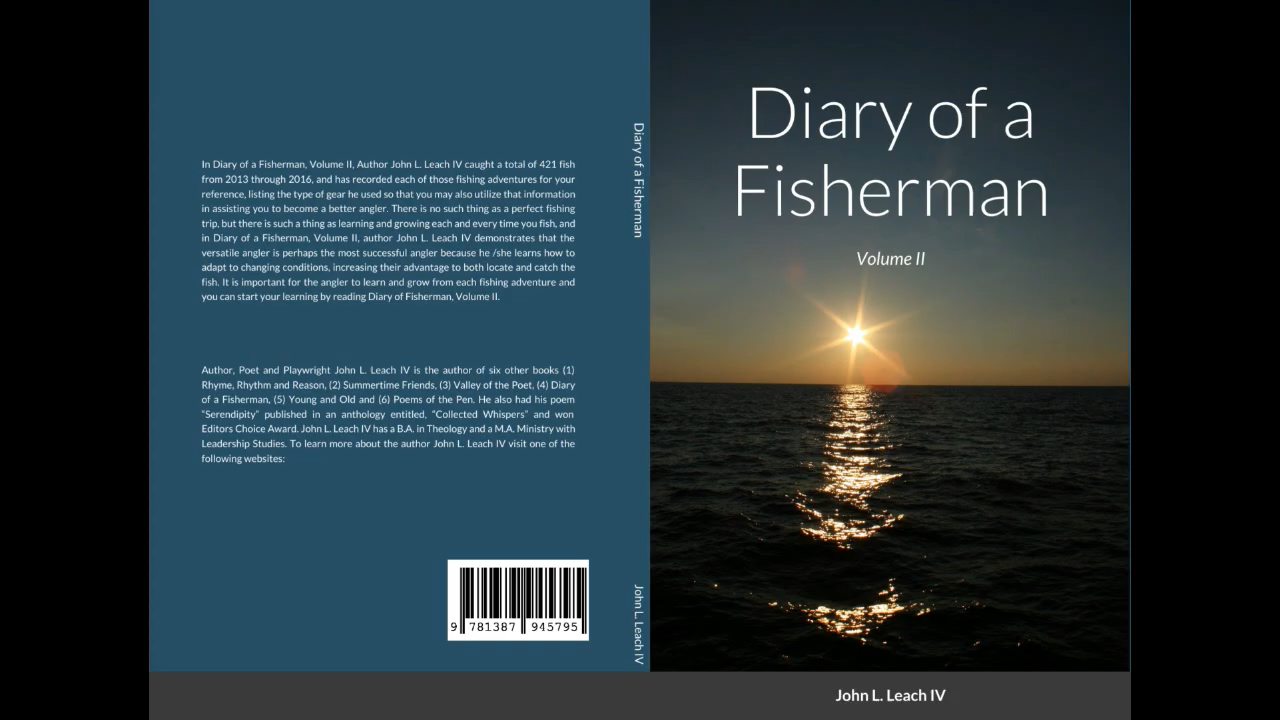 In Diary of a Fisherman, Volume II, Author John L. Leach IV caught a total of 421 fish
from 2013 through 2016, and has recorded each of those fishing adventures for your
reference, listing the type of gear he used so that you may also utilize that information
in assisting you to become a better angler. There is no such thing as a perfect fishing
trip, but there is such a thing as learning and growing each and every time you fish, and
in Diary of a Fisherman, Volume II, author John L. Leach IV demonstrates that the
versatile angler is perhaps the most successful angler because he /she learns how to
adapt to changing conditions, increasing their advantage to both locate and catch the
fish. It is important for the angler to learn and grow from each fishing adventure and
you can start your learning by reading Diary of Fisherman, Volume II.
Author, Poet and Playwright John L. Leach IV is the author of six other books (1)
Rhyme, Rhythm and Reason, (2) Summertime Friends, (3) Valley of the Poet, (4) Diary
of a Fisherman, (5) Young and Old and (6) Poems of the Pen. He also had his poem
"Serendipity" published in an anthology entitled, "Collected Whispers" and won
Editors Choice Award. John L. Leach IV has a B.A. in Theology and a M.A. Ministry with
Leadership Studies. To learn more about the author John L. Leach IV visit one of the
following websites:
9 781387 945795
Diary of a Fisherman
John L. Leach IV
Diary of a
Fisherman
Volume II
John L. Leach IV